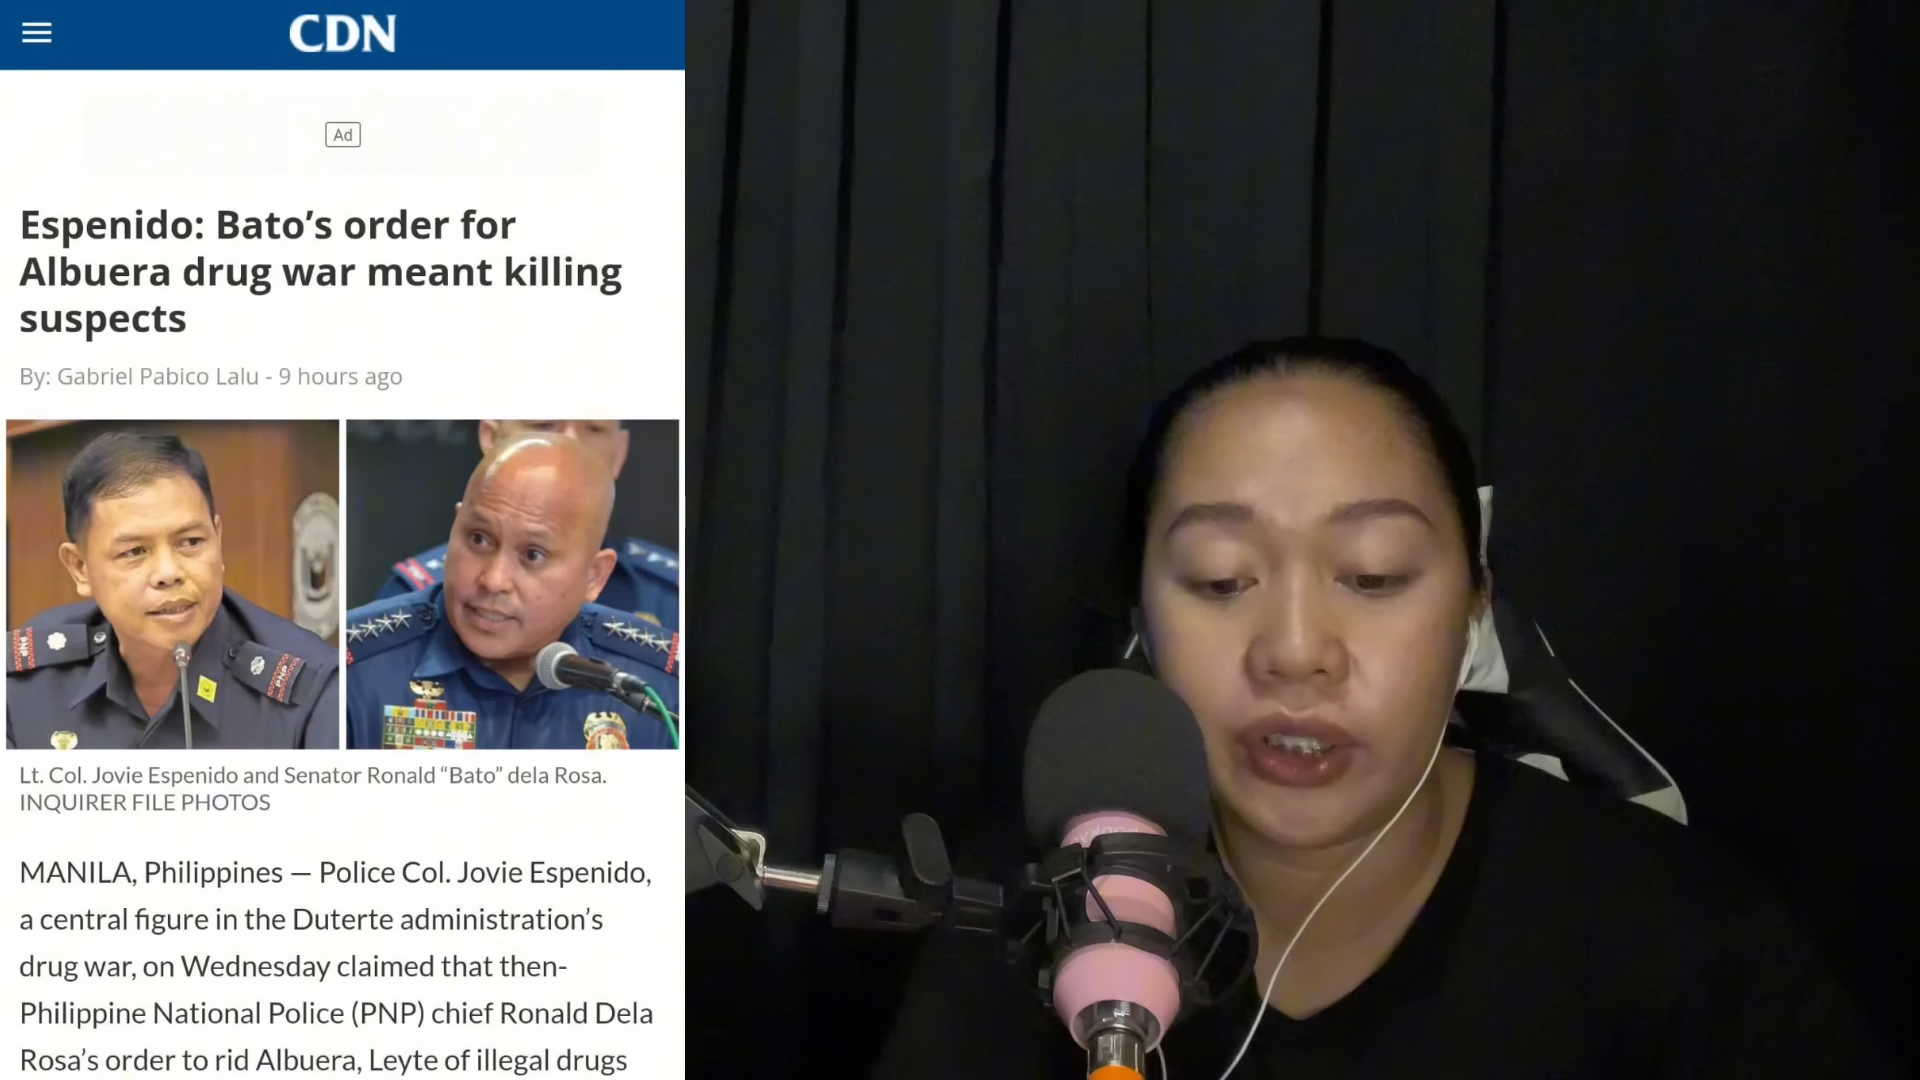 CDN
Ad
Espenido: Bato's order for
Albuera drug war meant killing
suspects
By: Gabriel Pabico Lalu - 9 hours ago
Lt. Col. Jovie Espenido and Senator Ronald “Bato” dela Rosa.
INQUIRER FILE PHOTOS
MANILA, Philippines — Police Col. Jovie Espenido,
a central figure in the Duterte administration’s
drug war, on Wednesday claimed that then-
Philippine National Police (PNP) chief Ronald Dela
Rosa’s order to rid Albuera, Leyte of illegal drugs